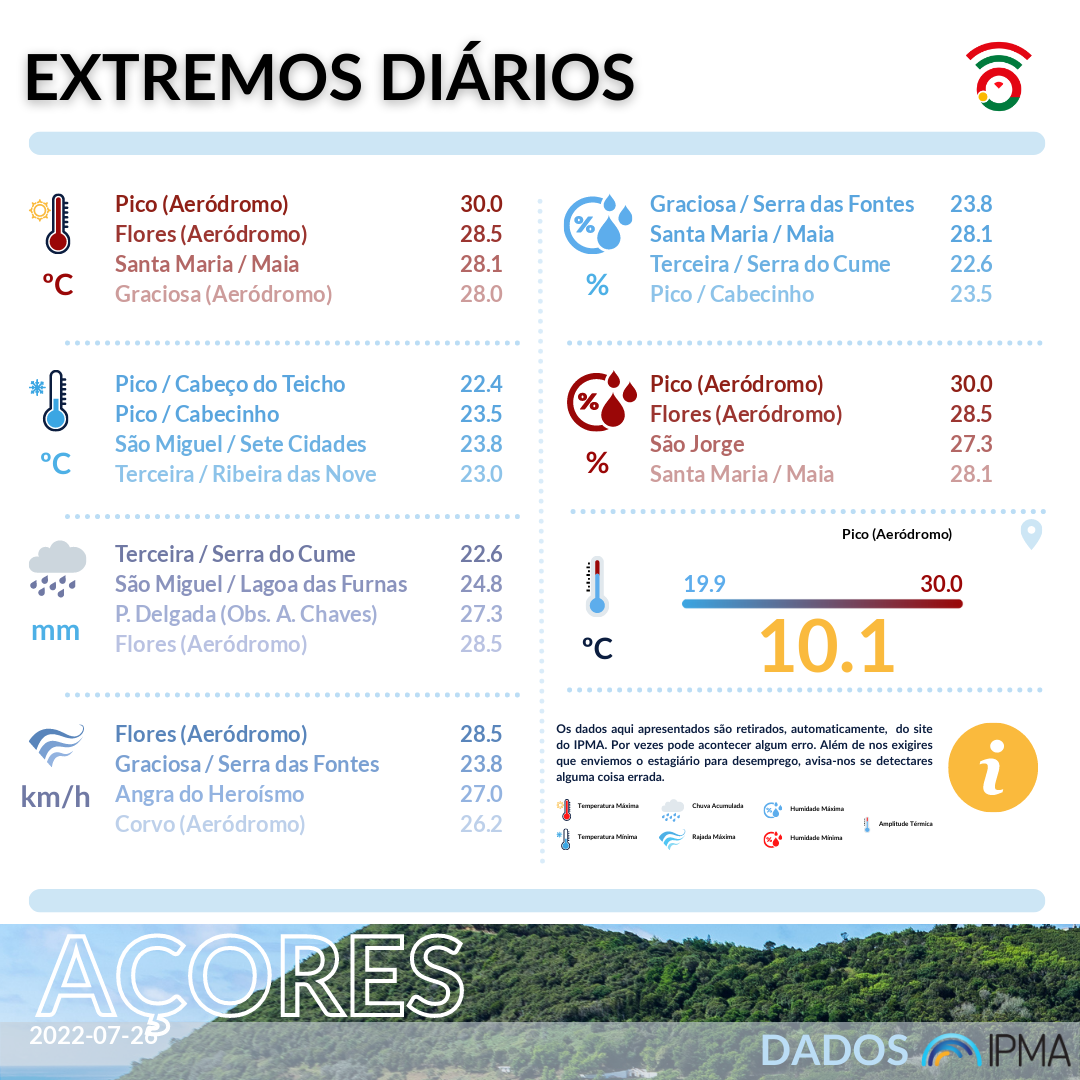 EXTREMOS DIÁRIOS
Pico (Aeródromo) 30.0
Flores (Aeródromo) 28.5
Santa Maria / Maia 28.1
Graciosa (Aeródromo) 28.0
ºC
Pico / Cabeço do Teicho 22.4
Pico / Cabecinho 23.5
São Miguel / Sete Cidades 23.8
Terceira / Ribeira das Nove 23.0
ºC
Terceira / Serra do Cume 22.6
São Miguel / Lagoa das Furnas 24.8
P. Delgada (Obs. A. Chaves) 27.3
Flores (Aeródromo) 28.5
mm
Flores (Aeródromo) 28.5
Graciosa / Serra das Fontes 23.8
Angra do Heroísmo 27.0
Corvo (Aeródromo) 26.2
km/h
Graciosa / Serra das Fontes 23.8
Santa Maria / Maia 28.1
Terceira / Serra do Cume 22.6
Pico / Cabecinho 23.5
%
%
Pico (Aeródromo) 30.0
Flores (Aeródromo) 28.5
São Jorge 27.3
Santa Maria / Maia 28.1
%
%
Pico (Aeródromo)
19.9 30.0
10.1
ºC
Os dados aqui apresentados são retirados, automaticamente, do site
do IPMA. Por vezes pode acontecer algum erro. Além de nos exigires
que enviemos o estagiário para desemprego, avisa-nos se detectares
alguma coisa errada.
i
Temperatura Máxima
Chuva Acumulada
% Humidade Máxima
Amplitude Térmica
Temperatura Mínima
Rajada Máxima
% Humidade Mínima
AÇORES
2022-07-26
DADOS IPMA